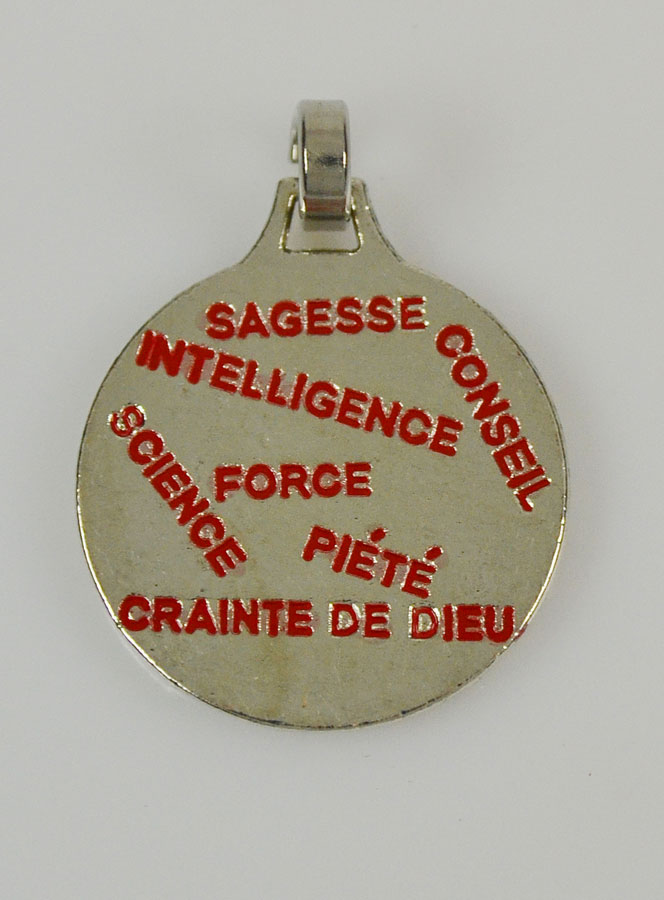 SAGESSE
CONSEIL
INTELLIGENCE
SCIENCE
FORCE
PIÉTÉ
CRAINTE DE DIEU